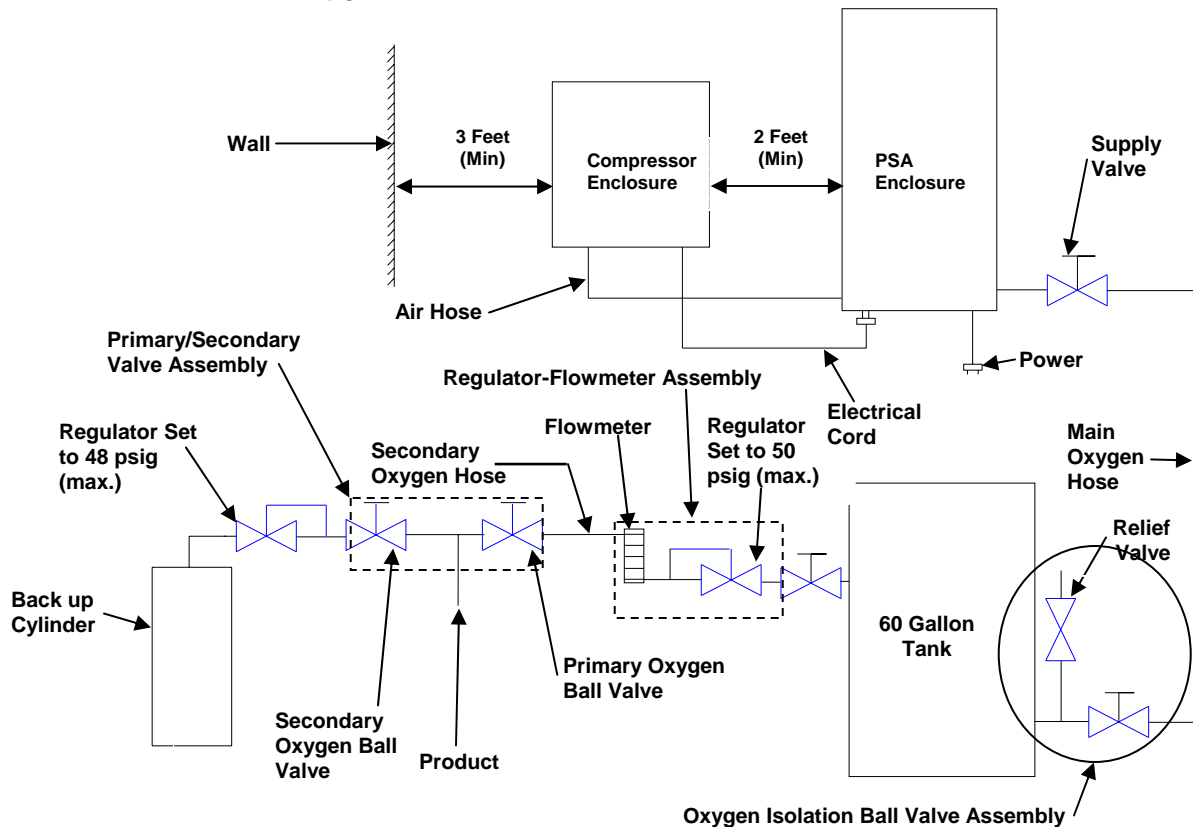 Wall
3 Feet
(Min)
Compressor
Enclosure
2 Feet
(Min)
PSA
Enclosure
Supply
Valve
Air Hose
Primary/Secondary
Valve Assembly
Regulator-Flowmeter Assembly
Power
Electrical
Cord
Regulator Set
to 48 psig
(max.)
Secondary
Oxygen Hose
Flowmeter
Regulator
Set to 50
psig (max.)
Main
Oxygen
Hose
Relief
Valve
Back up
Cylinder
60 Gallon
Tank
Primary Oxygen
Ball Valve
Secondary
Oxygen Ball
Valve
Product
Oxygen Isolation Ball Valve Assembly